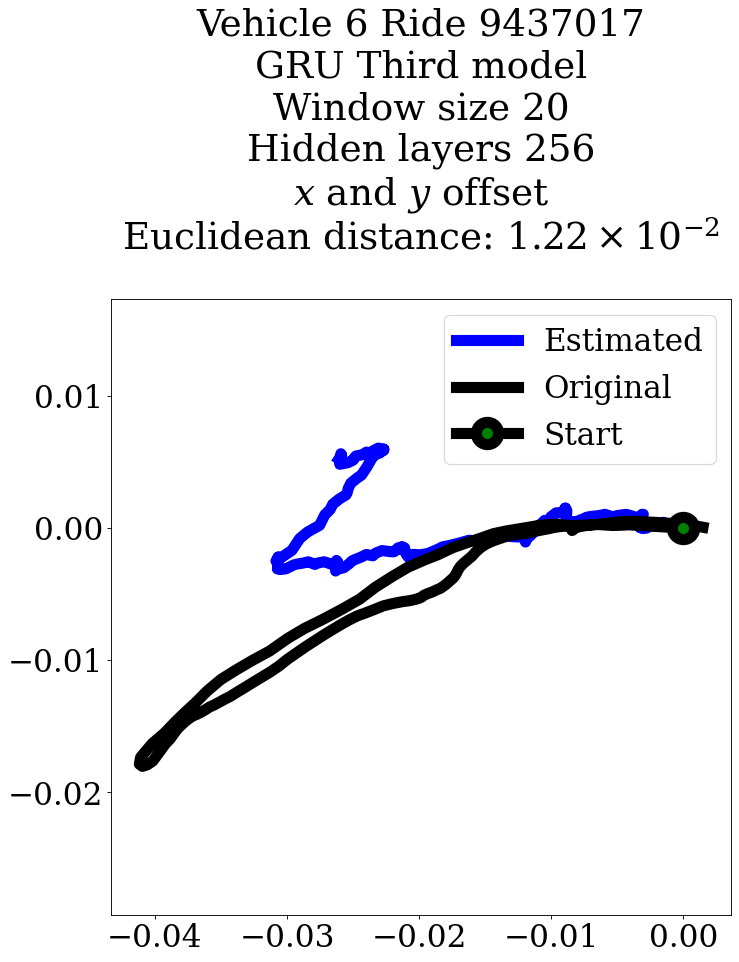 Vehicle 6 Ride 9437017
GRU Third model
Window size 20
Hidden layers 256
x and y offset
Euclidean distance: 1.22 × 10⁻²
Estimated
Original
Start
0.01
0.00
−0.01
−0.02
−0.04 −0.03 −0.02 −0.01 0.00